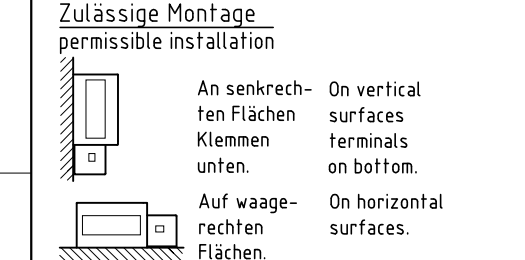 Zulässige Montage
permissible installation
An senkrech-
ten Flächen
Klemmen
unten.
On vertical
surfaces
terminals
on bottom.
Auf waage-
rechten
Flächen.
On horizontal
surfaces.